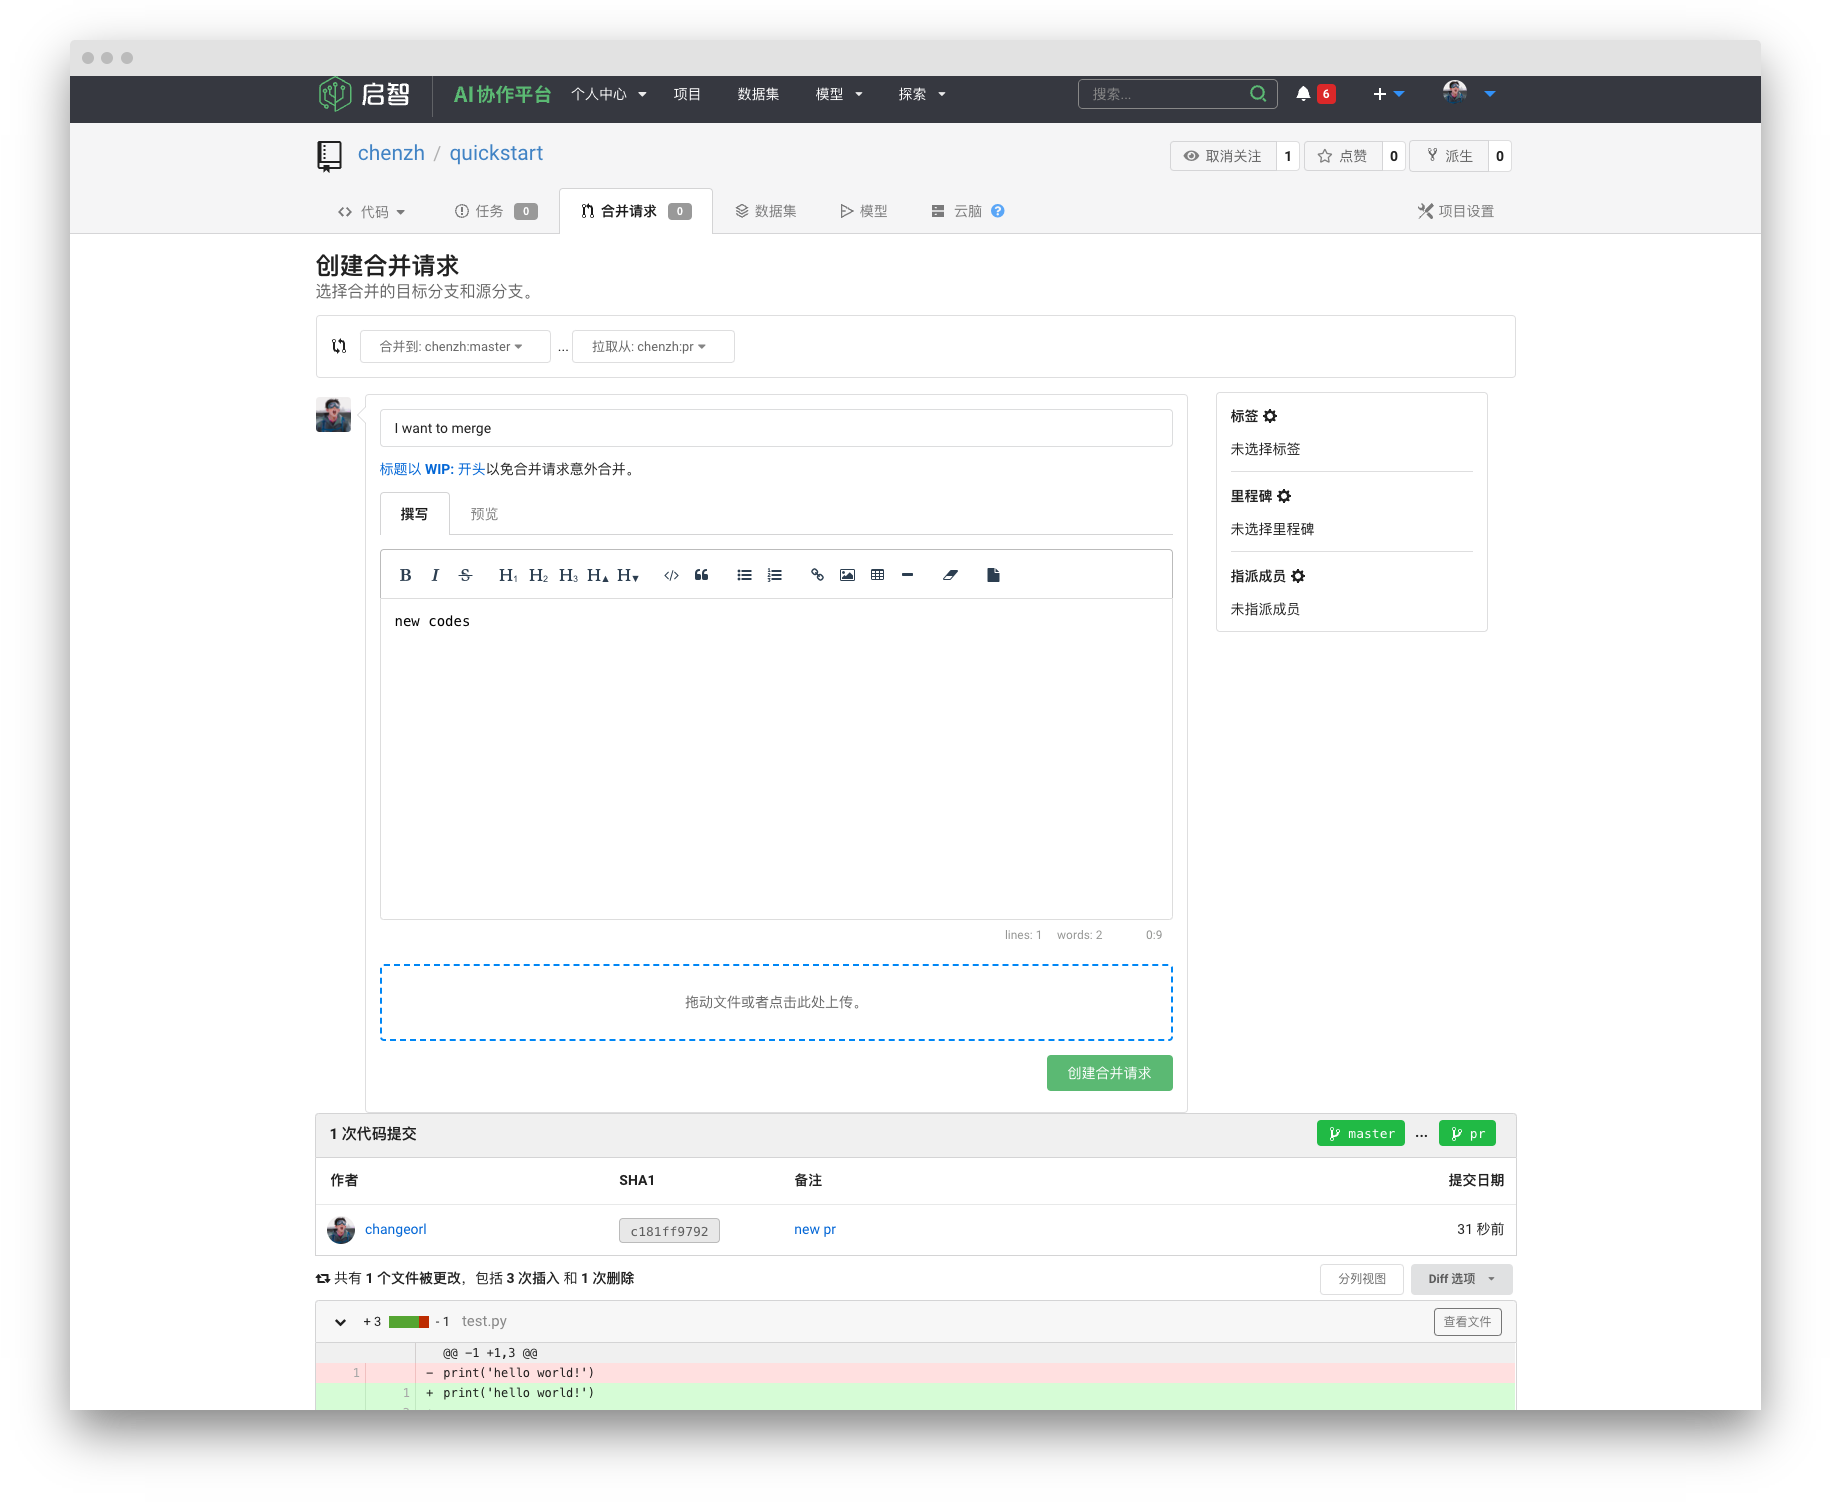 启智 AI协作平台 个人中心 项目 数据集 模型 探索 搜索... 6
chenzh / quickstart 取消关注 1 点赞 0 派生 0
代码 任务 0 合并请求 0 数据集 模型 云脑 ? 项目设置
创建合并请求
选择合并的目标分支和源分支。
合并到: chenzh:master ... 拉取从: chenzh:pr
I want to merge
标题以 WIP: 开头以免合并请求意外合并。
撰写 预览
B I S H1 H2 H3 H▲ H▼
new codes
lines: 1 words: 2 0:9
拖动文件或者点击此处上传。
创建合并请求
标签
未选择标签
里程碑
未选择里程碑
指派成员
未指派成员
1 次代码提交 master ... pr
作者 SHA1 备注 提交日期
changeorl c181ff9792 new pr 31 秒前
共有 1 个文件被更改，包括 3 次插入 和 1 次删除 分列视图 Diff 选项
+ 3 - 1 test.py 查看文件
@@ -1 +1,3 @@
1 - print('hello world!')
1 + print('hello world!')